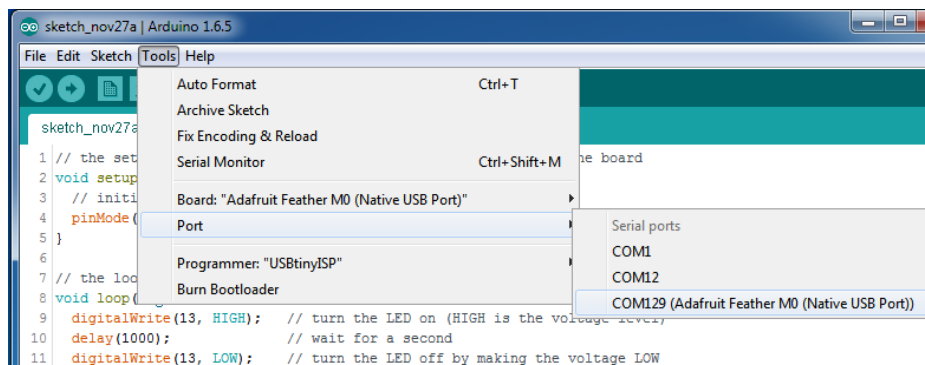 sketch_nov27a | Arduino 1.6.5
File Edit Sketch Tools Help
sketch_nov27a
Auto Format Ctrl+T
Archive Sketch
Fix Encoding & Reload
Serial Monitor Ctrl+Shift+M
Board: "Adafruit Feather M0 (Native USB Port)"
Port
Programmer: "USBtinyISP"
Burn Bootloader
Serial ports
COM1
COM12
COM129 (Adafruit Feather M0 (Native USB Port))
1 // the set board
2 void setup
3 // initi
4 pinMode(
5 }
6
7 // the loo
8 void loop(
9 digitalWrite(13, HIGH); // turn the LED on (HIGH is the voltage level)
10 delay(1000); // wait for a second
11 digitalWrite(13, LOW); // turn the LED off by making the voltage LOW